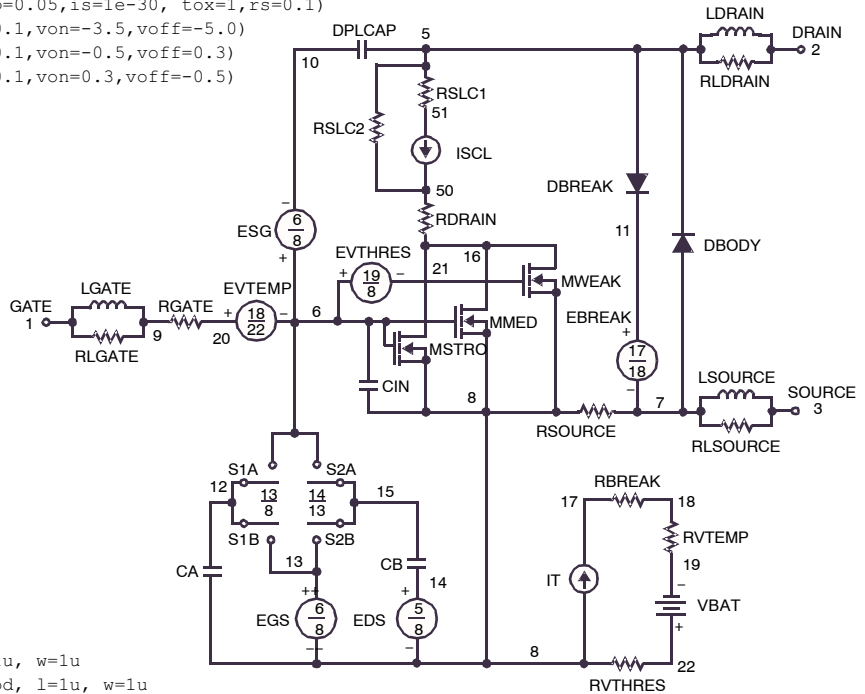 o=0.05,is=1e-30, tox=1,rs=0.1)
0.1,von=-3.5,voff=-5.0)
0.1,von=-0.5,voff=0.3)
0.1,von=0.3,voff=-0.5)
DPLCAP
5
10
LDRAIN
DRAIN
2
RLDRAIN
RSLC1
51
RSLC2
ISCL
50
DBREAK
RDRAIN
ESG
6
8
-
+
11
DBODY
EVTHRES
+
19
8
-
21
16
MWEAK
LGATE
GATE
1
RLGATE
9
RGATE
20
EVTEMP
+
18
22
-
6
MMED
MSTRO
EBREAK
+
17
18
-
CIN
8
RSOURCE
7
LSOURCE
SOURCE
3
RLSOURCE
S1A
S2A
12
13
8
14
13
15
S1B
S2B
13
CA
CB
14
++
EGS
6
8
--
+
EDS
5
8
-
RBREAK
17
18
RVTEMP
19
IT
-
VBAT
+
8
22
RVTHRES
1u, w=1u
od, l=1u, w=1u